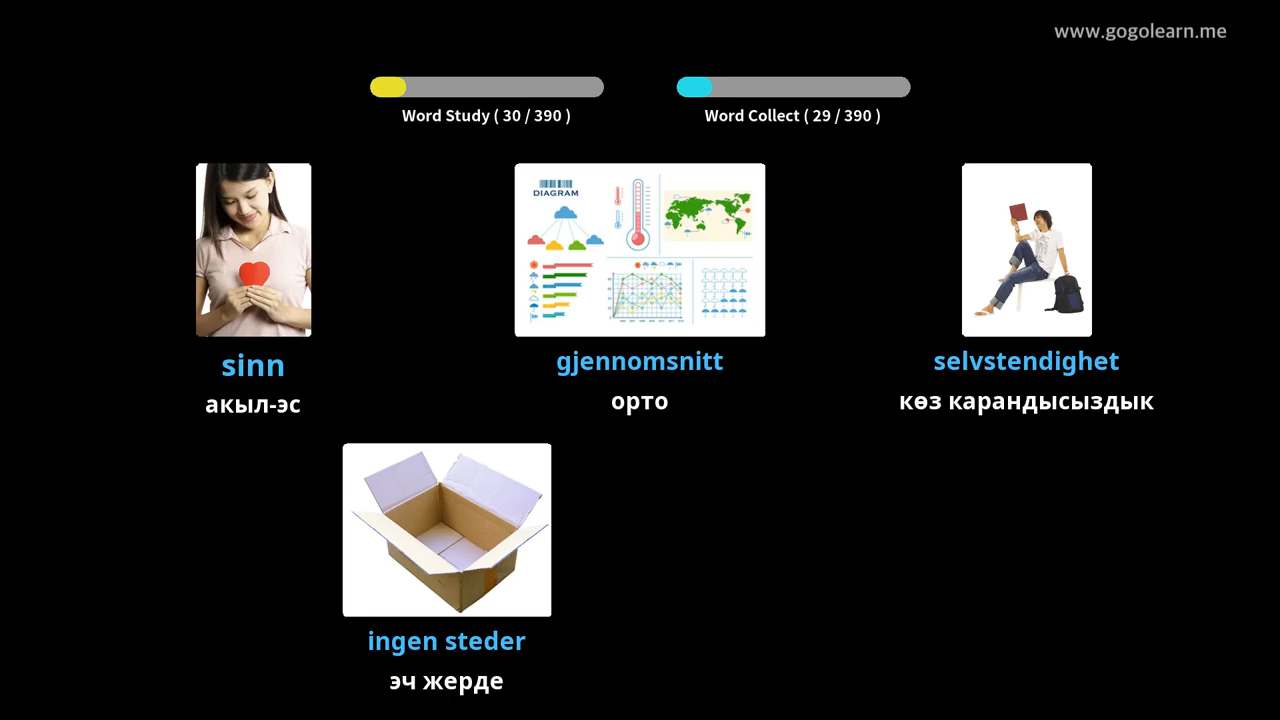 www.gogolearn.me
Word Study ( 30 / 390 )
Word Collect ( 29 / 390 )
DIAGRAM
sinn
gjennomsnitt
selvstendighet
акыл-эс
орто
көз карандысыздык
ingen steder
эч жерде